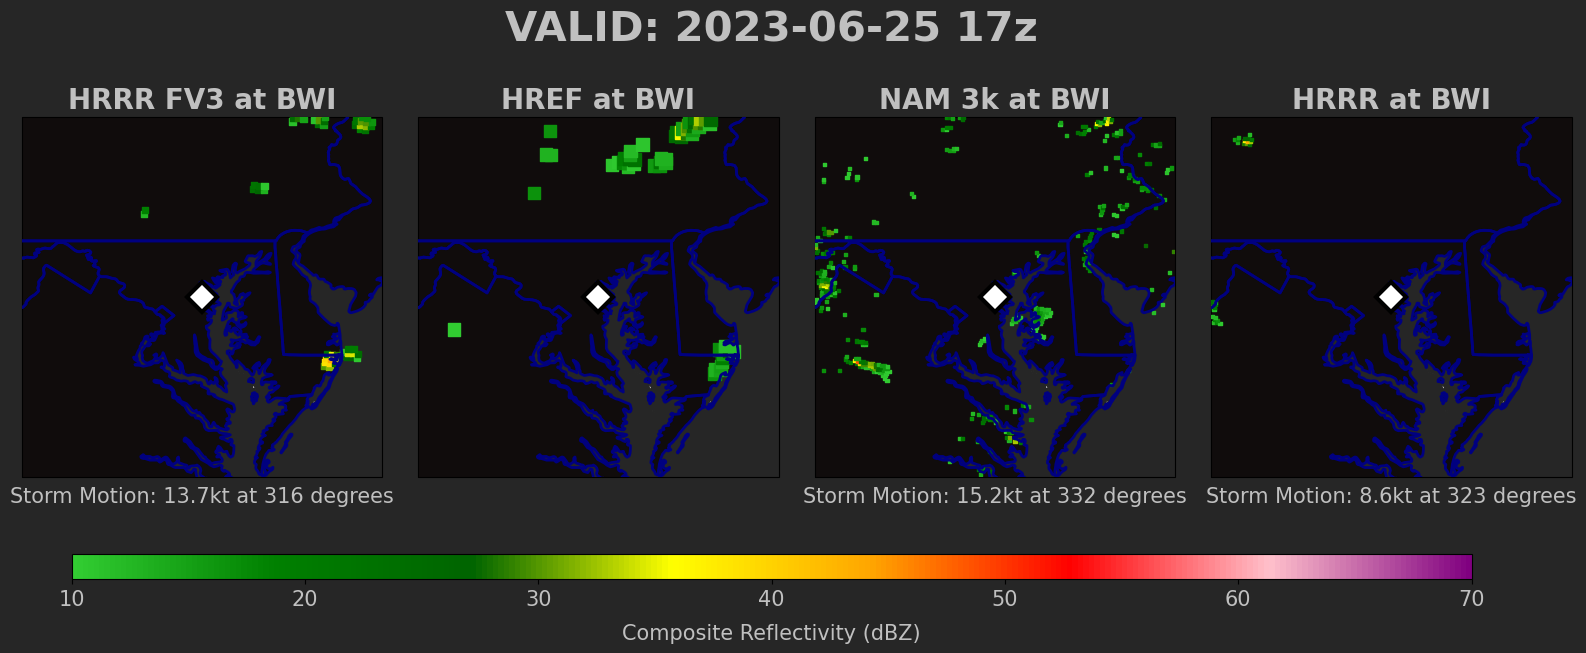 VALID: 2023-06-25 17z
HRRR FV3 at BWI
HREF at BWI
NAM 3k at BWI
HRRR at BWI
Storm Motion: 13.7kt at 316 degrees
Storm Motion: 15.2kt at 332 degrees
Storm Motion: 8.6kt at 323 degrees
10 20 30 40 50 60 70
Composite Reflectivity (dBZ)